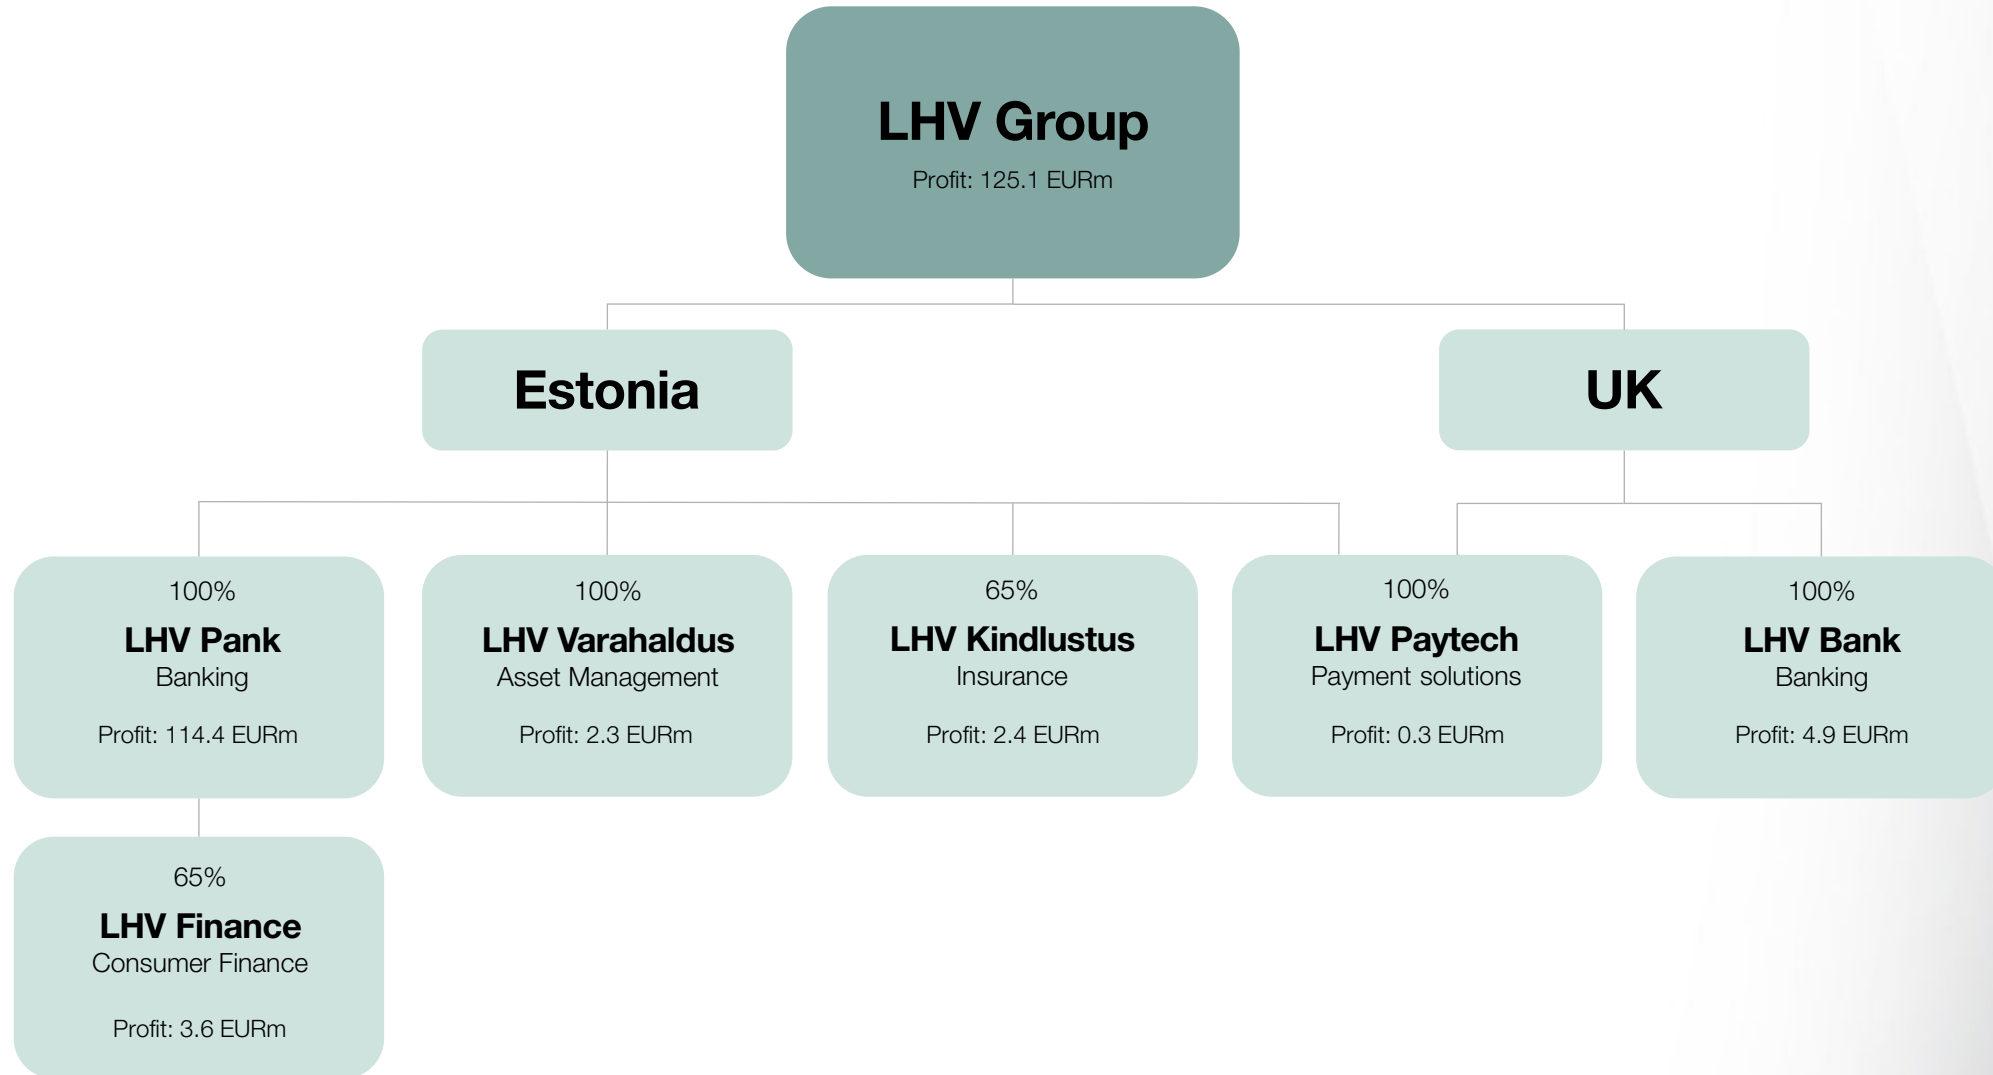 LHV Group
Profit: 125.1 EURm
Estonia
UK
100%
LHV Pank
Banking
Profit: 114.4 EURm
100%
LHV Varahaldus
Asset Management
Profit: 2.3 EURm
65%
LHV Kindlustus
Insurance
Profit: 2.4 EURm
100%
LHV Paytech
Payment solutions
Profit: 0.3 EURm
100%
LHV Bank
Banking
Profit: 4.9 EURm
65%
LHV Finance
Consumer Finance
Profit: 3.6 EURm